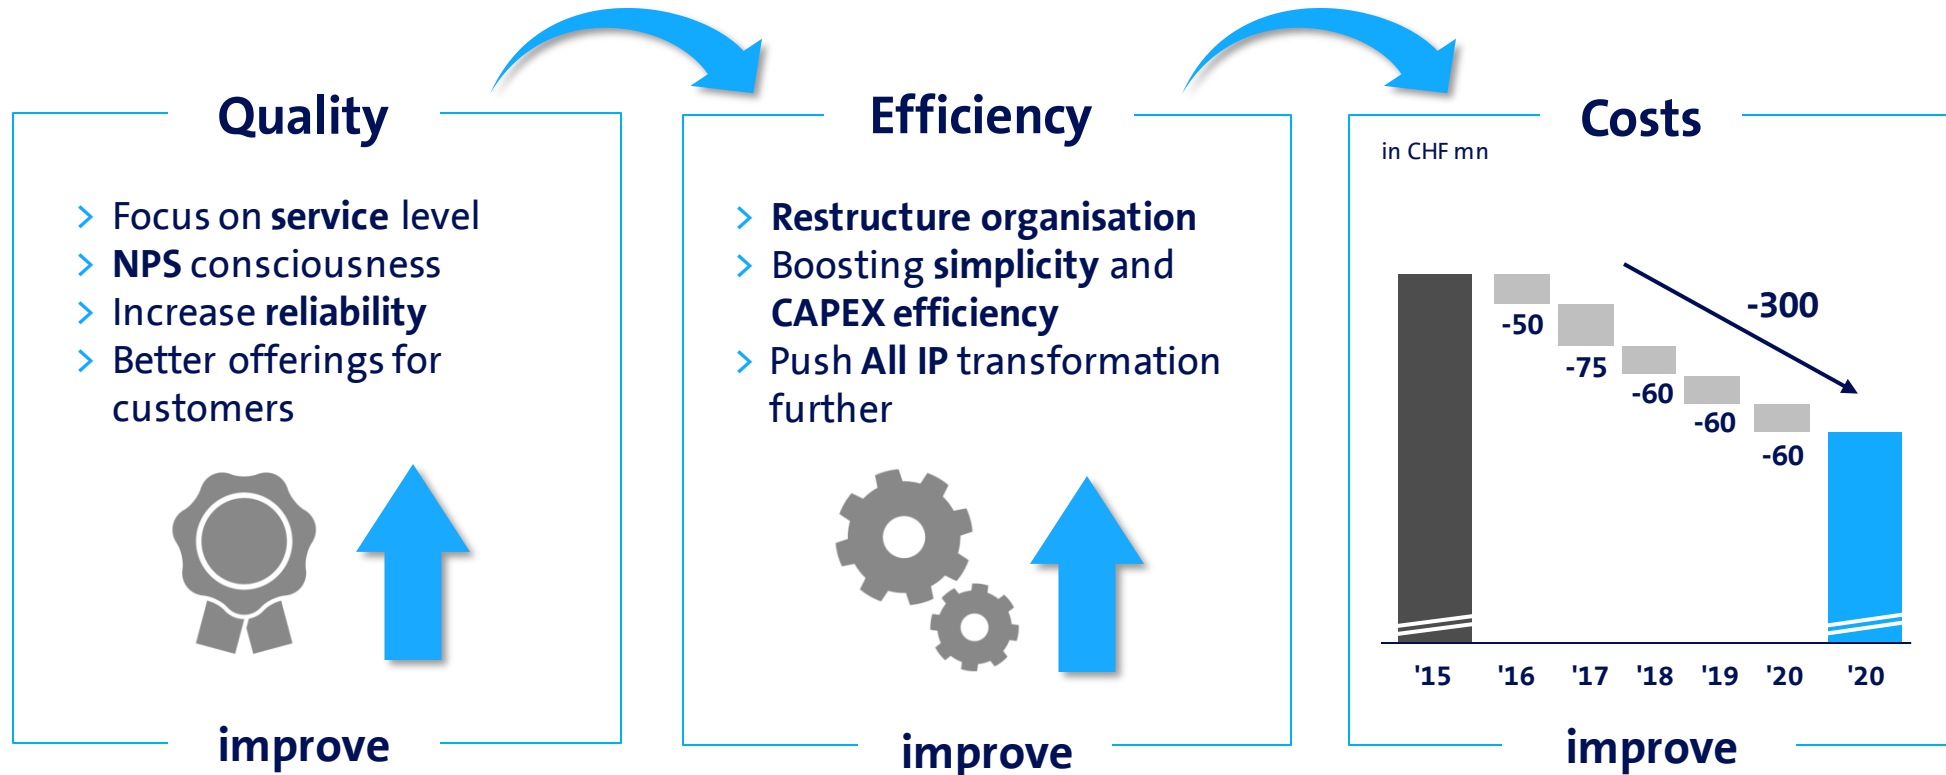 Quality
> Focus on service level
> NPS consciousness
> Increase reliability
> Better offerings for
customers
improve
Efficiency
> Restructure organisation
> Boosting simplicity and
CAPEX efficiency
> Push All IP transformation
further
improve
Costs
in CHF mn
-300
-50
-75
-60
-60
-60
'15 '16 '17 '18 '19 '20 '20
improve